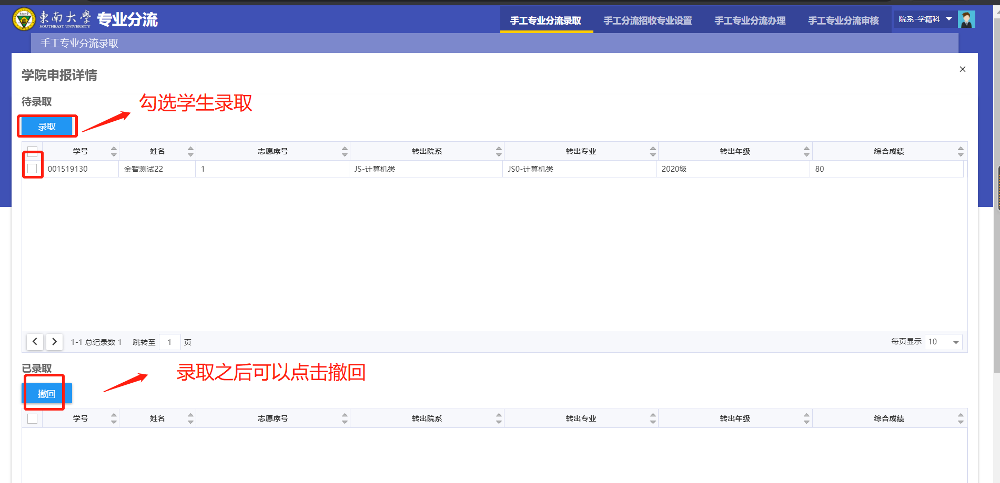 東南大學
SOUTHEAST UNIVERSITY
专业分流
手工专业分流录取
手工分流招收专业设置
手工专业分流办理
手工专业分流审核
院系-学籍科
手工专业分流录取
学院申报详情
待录取
勾选学生录取
录取
学号 姓名 志愿序号 转出院系 转出专业 转出年级 综合成绩
001519130 金智测试22 1 JS-计算机类 JS0-计算机类 2020级 80
1-1 总记录数 1 跳转至 1 页 每页显示 10
已录取
录取之后可以点击撤回
撤回
学号 姓名 志愿序号 转出院系 转出专业 转出年级 综合成绩